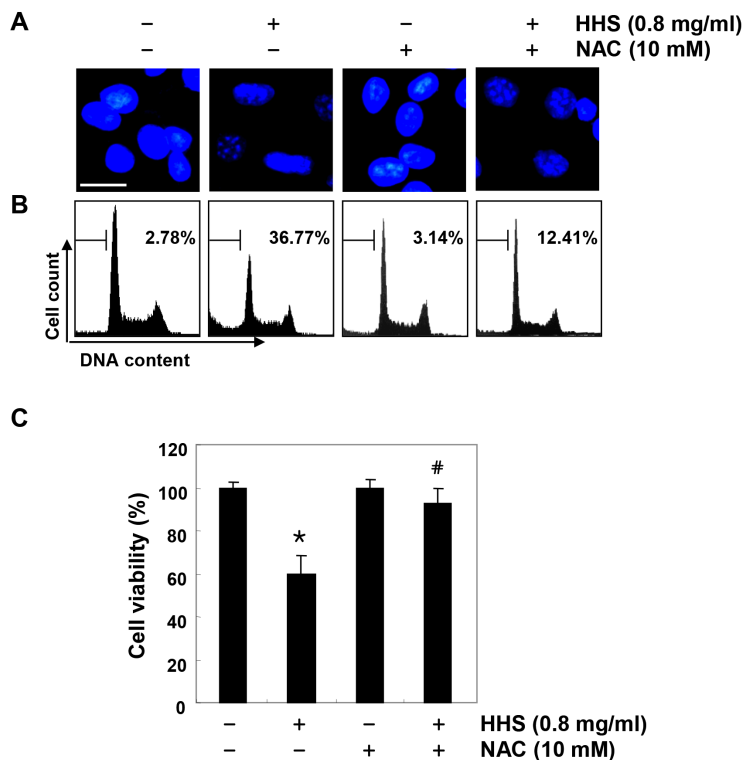 A
− + − + HHS (0.8 mg/ml)
− − + + NAC (10 mM)
B
2.78% 36.77% 3.14% 12.41%
Cell count
DNA content
C
120
100
80
60
40
20
0
Cell viability (%)
*
#
− + − + HHS (0.8 mg/ml)
− − + + NAC (10 mM)